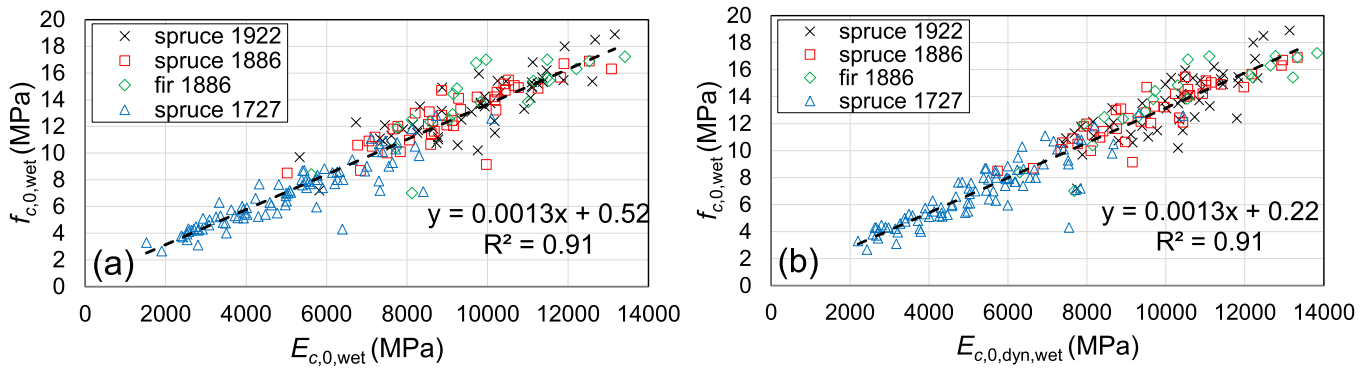 20
18
16
14
12
10
8
6
4
2
0
f_{c,0,wet} (MPa)
spruce 1922
spruce 1886
fir 1886
spruce 1727
y = 0.0013x + 0.52
R² = 0.91
(a)
0 2000 4000 6000 8000 10000 12000 14000
E_{c,0,wet} (MPa)
20
18
16
14
12
10
8
6
4
2
0
f_{c,0,wet} (MPa)
spruce 1922
spruce 1886
fir 1886
spruce 1727
y = 0.0013x + 0.22
R² = 0.91
(b)
0 2000 4000 6000 8000 10000 12000 14000
E_{c,0,dyn,wet} (MPa)